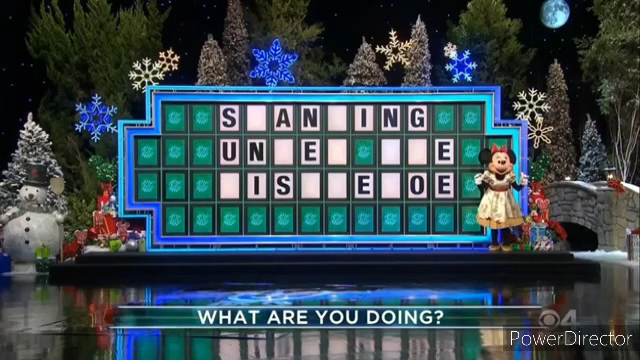 S AN ING
UN E E
IS E OE
WHAT ARE YOU DOING?
4
PowerDirector